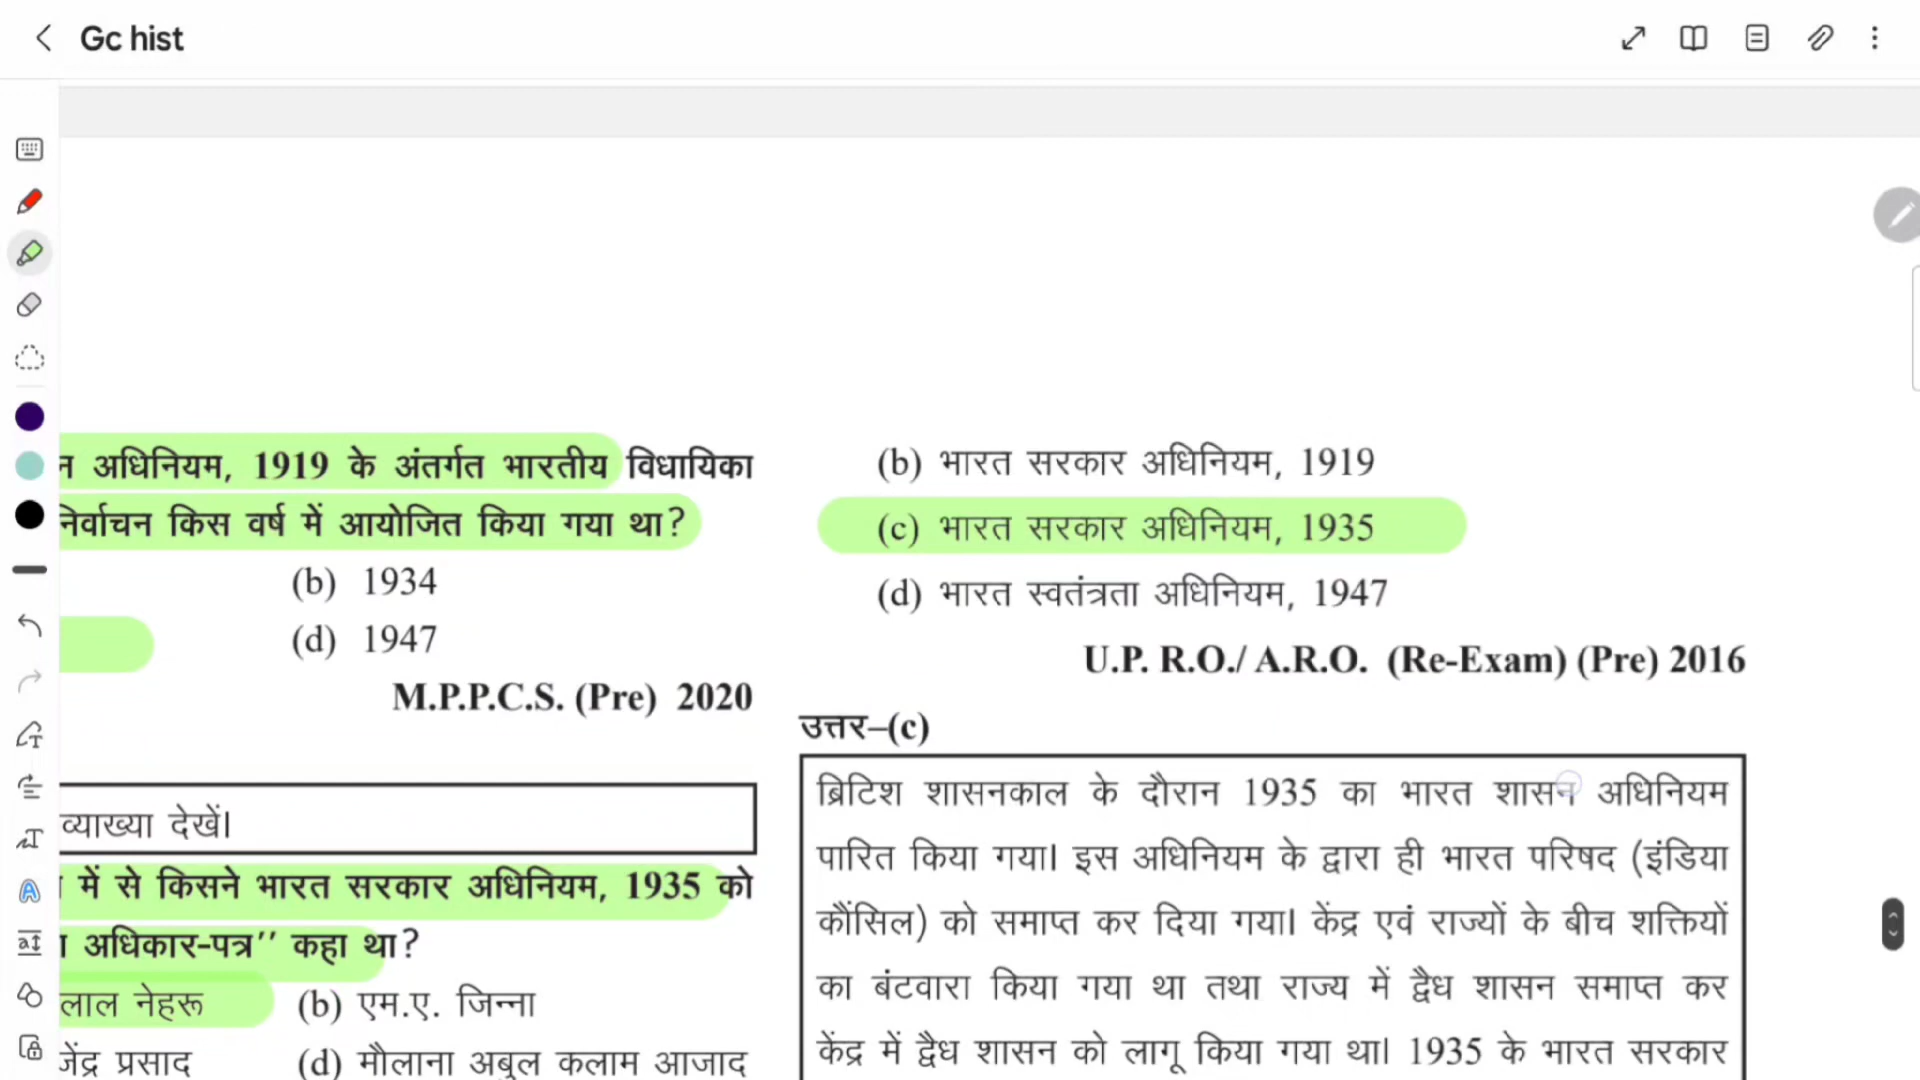 Gc hist
अधिनियम, 1919 के अंतर्गत भारतीय विधायिका
निर्वाचन किस वर्ष में आयोजित किया गया था?
(b) 1934
(d) 1947
M.P.P.C.S. (Pre) 2020
व्याख्या देखें।
में से किसने भारत सरकार अधिनियम, 1935 को
अधिकार-पत्र’’ कहा था?
लाल नेहरू (b) एम.ए. जिन्ना
जेंद्र प्रसाद (d) मौलाना अबुल कलाम आजाद
(b) भारत सरकार अधिनियम, 1919
(c) भारत सरकार अधिनियम, 1935
(d) भारत स्वतंत्रता अधिनियम, 1947
U.P. R.O./ A.R.O. (Re-Exam) (Pre) 2016
उत्तर–(c)
ब्रिटिश शासनकाल के दौरान 1935 का भारत शासन अधिनियम
पारित किया गया। इस अधिनियम के द्वारा ही भारत परिषद (इंडिया
कौंसिल) को समाप्त कर दिया गया। केंद्र एवं राज्यों के बीच शक्तियों
का बंटवारा किया गया था तथा राज्य में द्वैध शासन समाप्त कर
केंद्र में द्वैध शासन को लागू किया गया था। 1935 के भारत सरकार